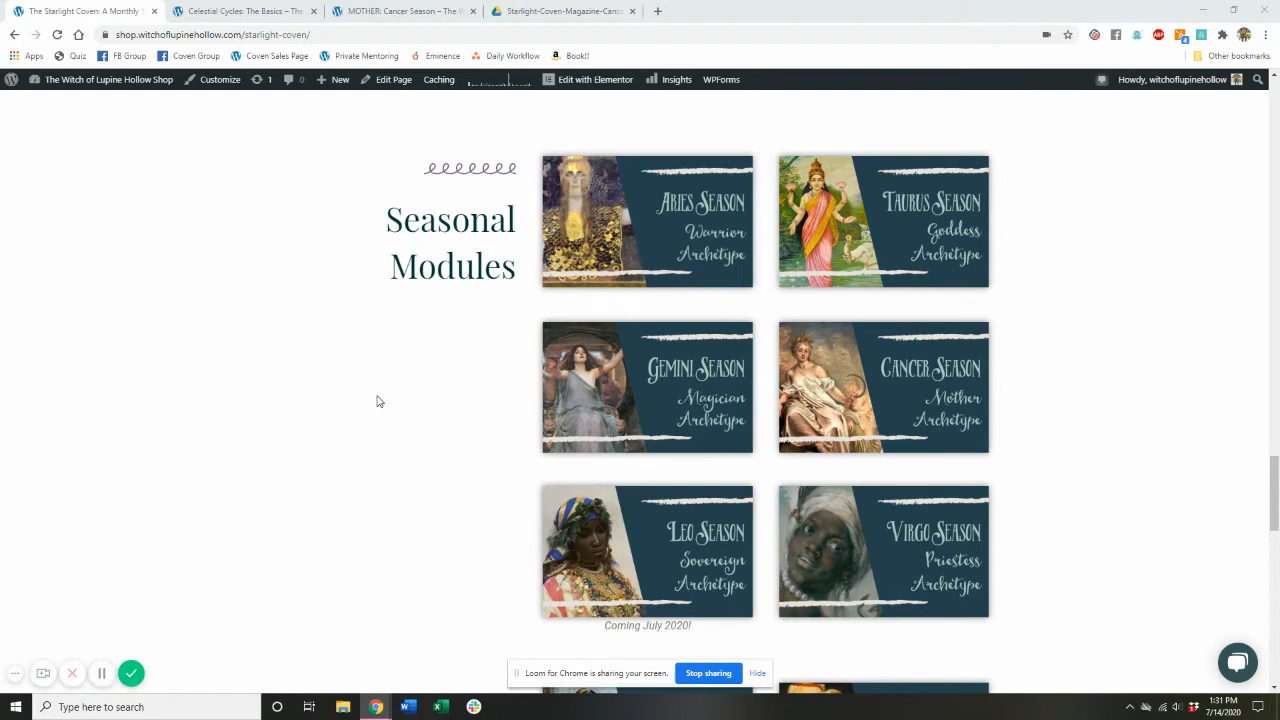 The Starlight Coven: A Monthly S
Celestial Cycles: The Basics – The
MOTHER: Cancer Season – The V
Starlight-Coven-Magazine-Canc
shop.witchoflupinehollow.com/starlight-coven/
Apps
Quiz
FB Group
Coven Group
Coven Sales Page
Private Mentoring
Eminence
Daily Workflow
Book!!
Other bookmarks
The Witch of Lupine Hollow Shop
Customize
1
0
New
Edit Page
Caching
Edit with Elementor
Insights
WPForms
Howdy, witchoflupinehollow
Seasonal
Modules
Aries Season
Warrior
Archetype
Taurus Season
Goddess
Archetype
Gemini Season
Magician
Archetype
Cancer Season
Mother
Archetype
Leo Season
Sovereign
Archetype
Virgo Season
Priestess
Archetype
Coming July 2020!
Loom for Chrome is sharing your screen.
Stop sharing
Hide
Type here to search
1:31 PM
7/14/2020